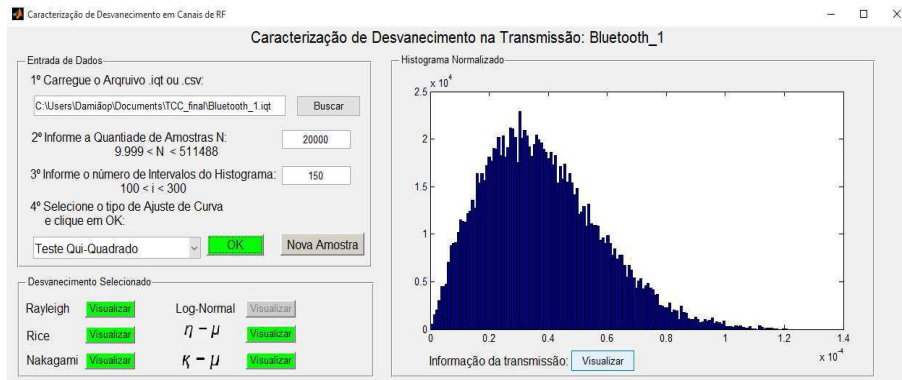 Caracterização de Desvanecimento em Canais de RF
Caracterização de Desvanecimento na Transmissão: Bluetooth_1
Entrada de Dados
1º Carregue o Arqruivo .iqt ou .csv:
C:\Users\Damiãop\Documents\TCC_final\Bluetooth_1.iqt
Buscar
2º Informe a Quantiade de Amostras N:
9.999 < N < 511488
20000
3º Informe o número de Intervalos do Histograma:
100 < i < 300
150
4º Selecione o tipo de Ajuste de Curva
e clique em OK:
Teste Qui-Quadrado
OK
Nova Amostra
Desvanecimento Selecionado
Rayleigh Visualizar Log-Normal Visualizar
Rice Visualizar η − μ Visualizar
Nakagami Visualizar κ − μ Visualizar
Histograma Normalizado
x 10^4
2.5
2
1.5
1
0.5
0
0 0.2 0.4 0.6 0.8 1 1.2 1.4
x 10^-4
Informação da transmissão: Visualizar